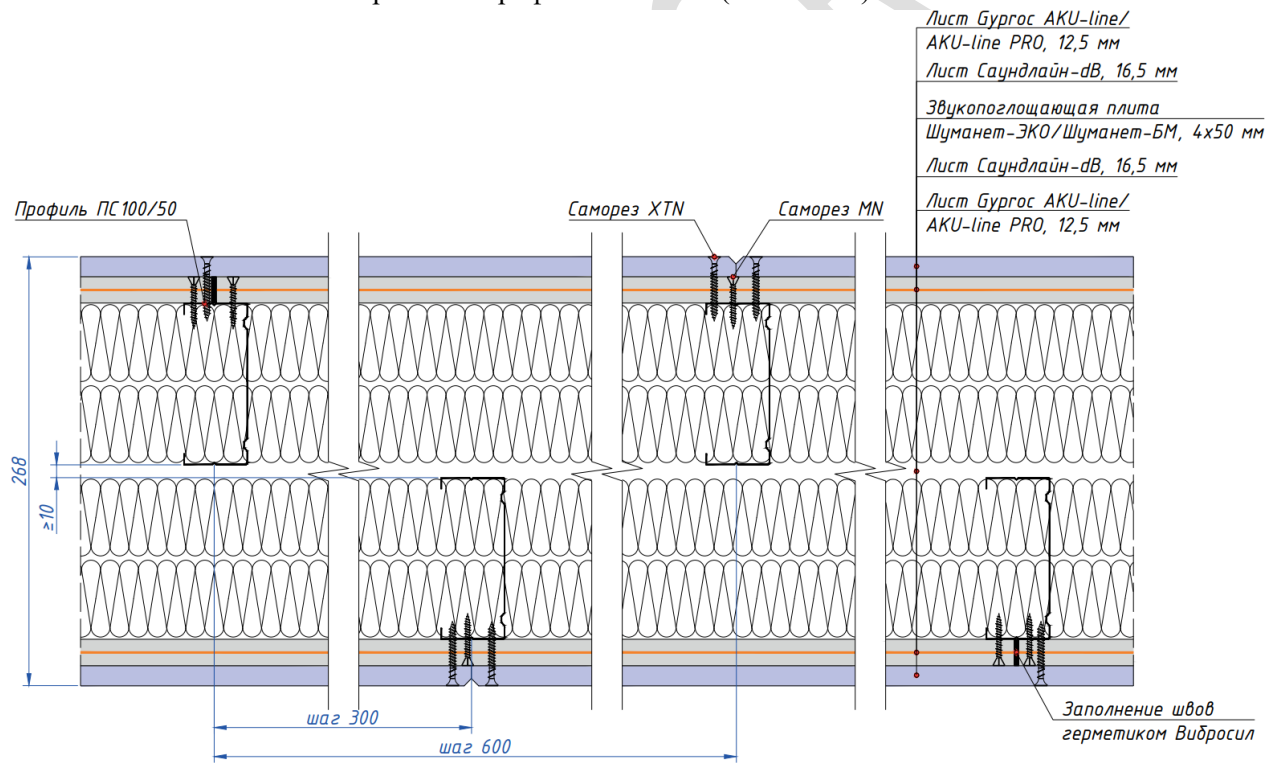 Лист Gyproc AKU-line/
AKU-line PRO, 12,5 мм
Лист Саундлайн-dB, 16,5 мм
Звукопоглощающая плита
Шуманет-ЭКО/Шуманет-БМ, 4х50 мм
Лист Саундлайн-dB, 16,5 мм
Лист Gyproc AKU-line/
AKU-line PRO, 12,5 мм
Профиль ПС100/50
Саморез XTN
Саморез MN
268
≥10
шаг 300
шаг 600
Заполнение швов
герметиком Вибросил